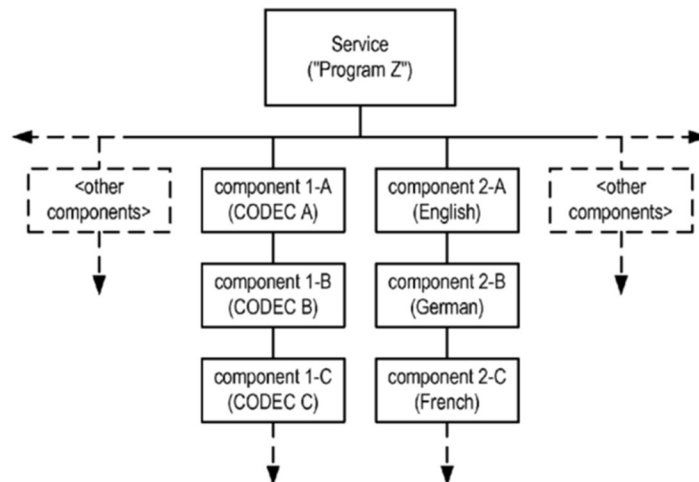 Service
("Program Z")
<other
components>
component 1-A
(CODEC A)
component 2-A
(English)
<other
components>
component 1-B
(CODEC B)
component 2-B
(German)
component 1-C
(CODEC C)
component 2-C
(French)